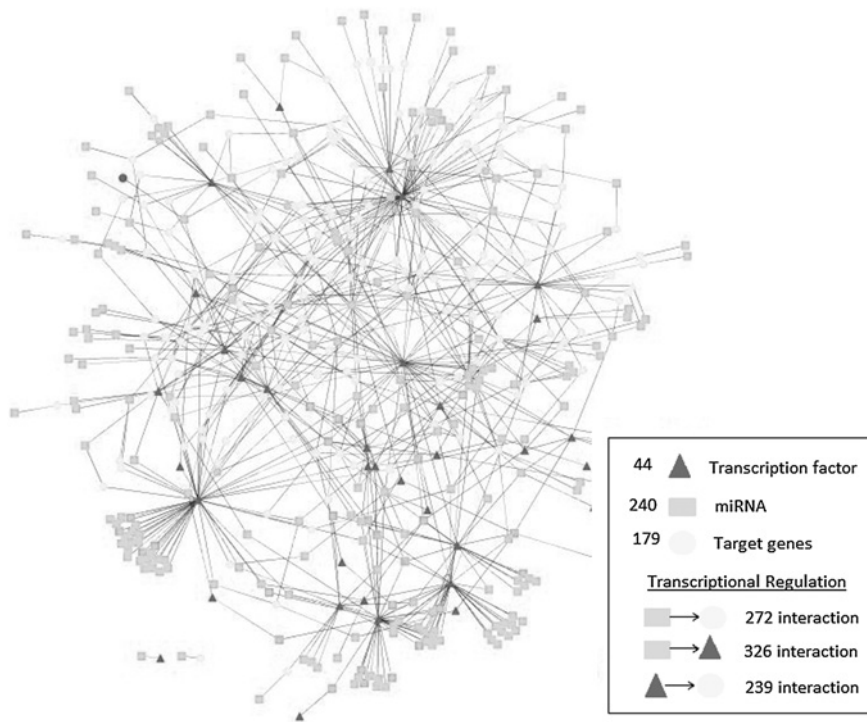 44 Transcription factor
240 miRNA
179 Target genes
Transcriptional Regulation
272 interaction
326 interaction
239 interaction